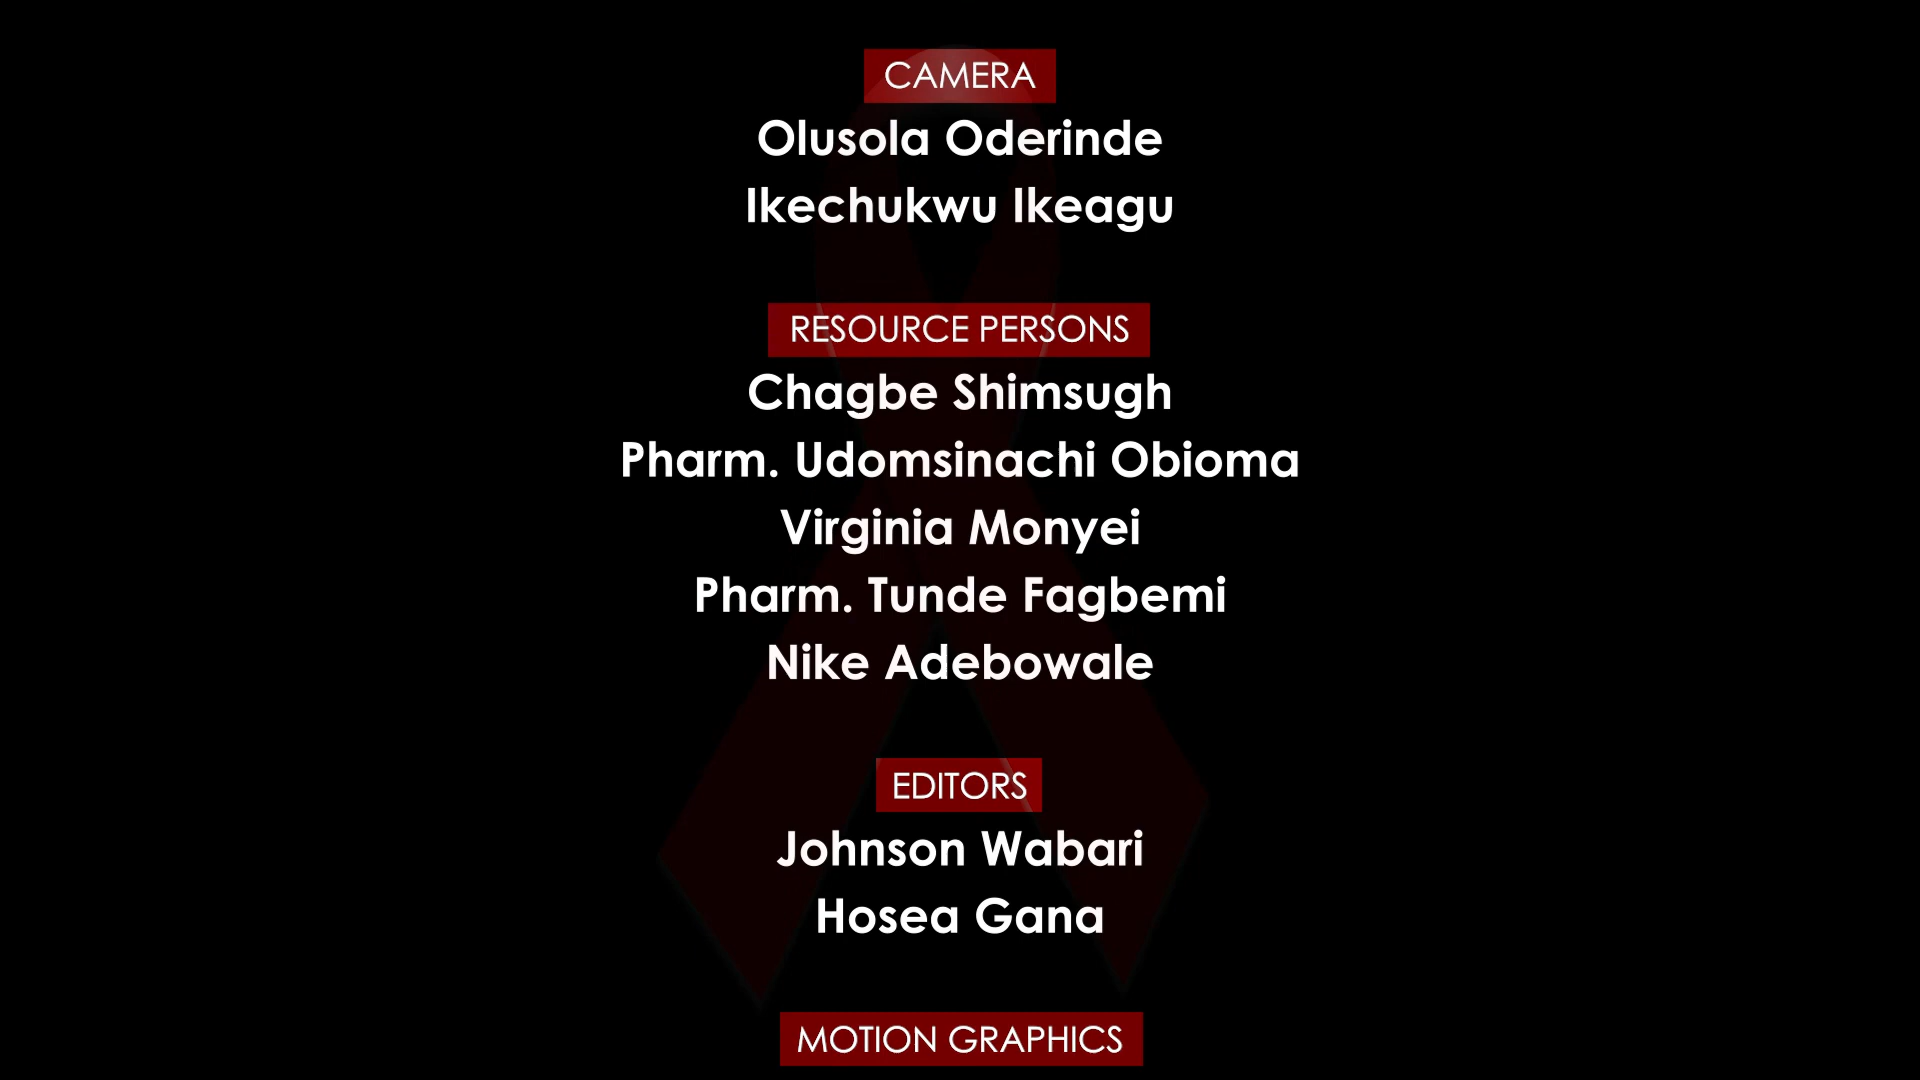 CAMERA
Olusola Oderinde
Ikechukwu Ikeagu
RESOURCE PERSONS
Chagbe Shimsugh
Pharm. Udomsinachi Obioma
Virginia Monyei
Pharm. Tunde Fagbemi
Nike Adebowale
EDITORS
Johnson Wabari
Hosea Gana
MOTION GRAPHICS